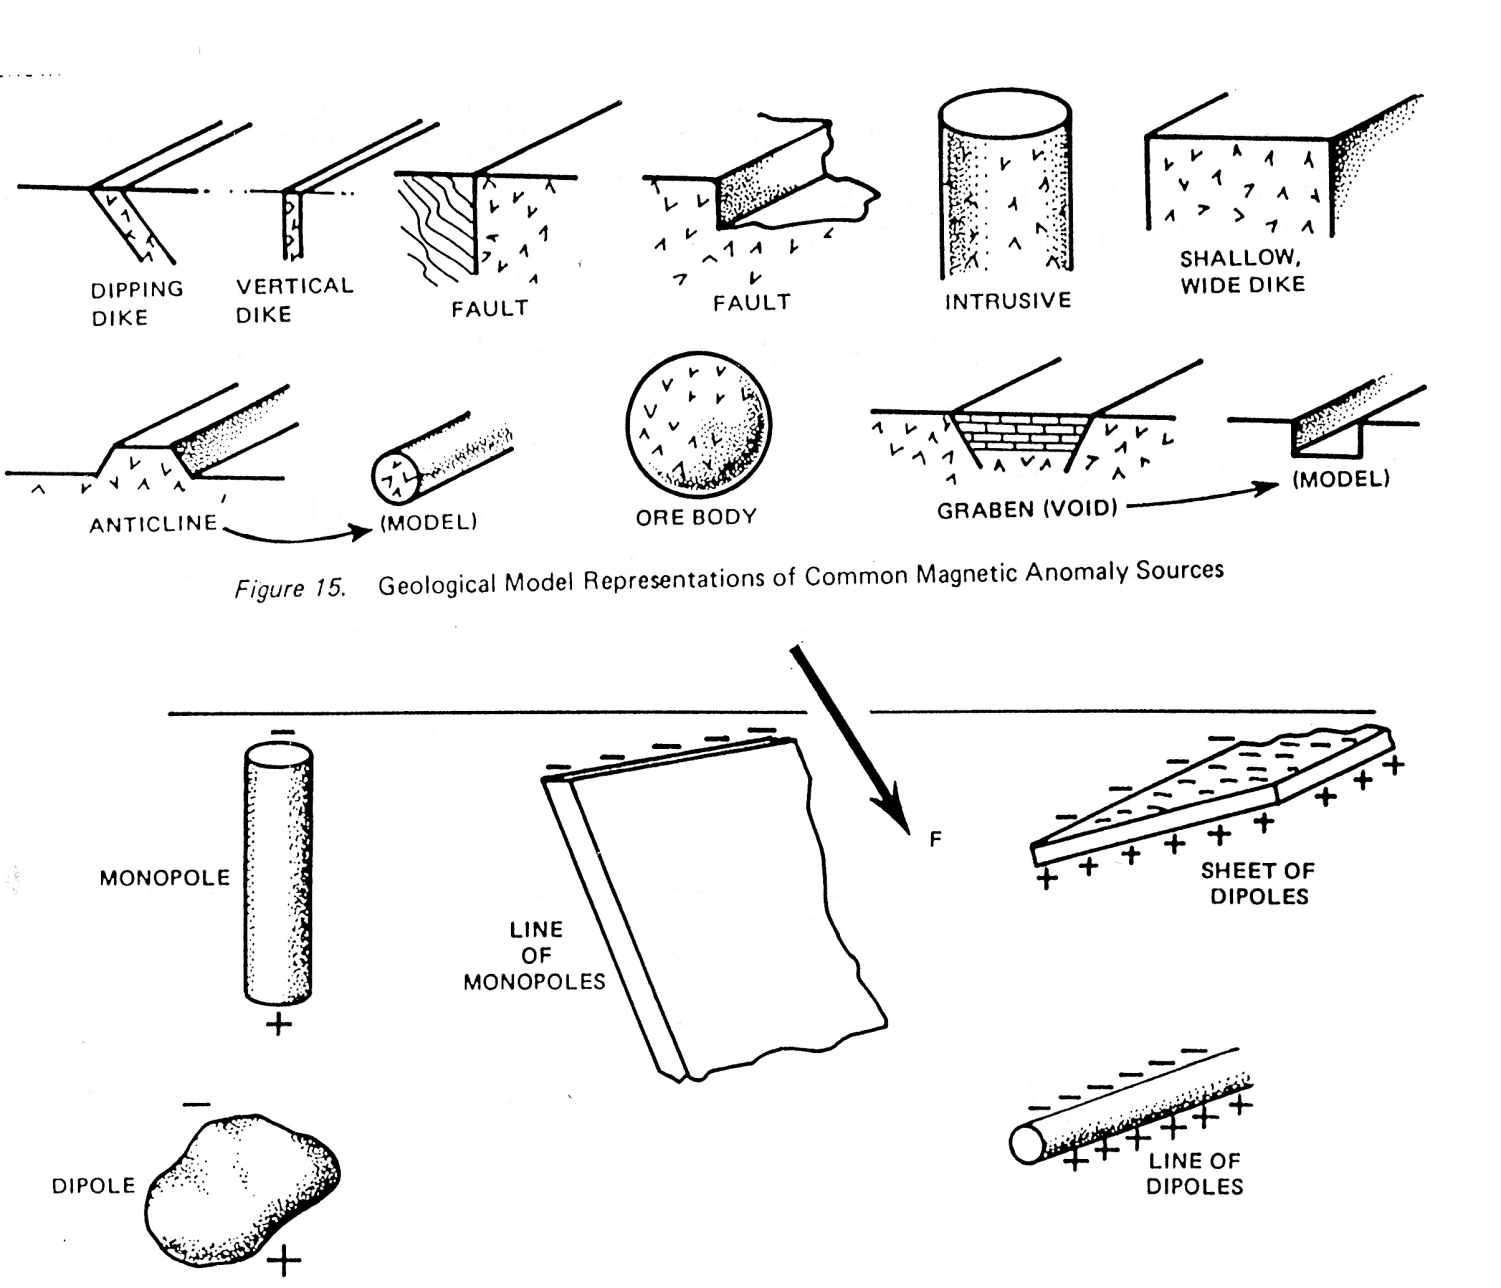 DIPPING
DIKE
VERTICAL
DIKE
FAULT
FAULT
INTRUSIVE
SHALLOW,
WIDE DIKE
ANTICLINE
(MODEL)
ORE BODY
GRABEN (VOID)
(MODEL)
Figure 15. Geological Model Representations of Common Magnetic Anomaly Sources
MONOPOLE
LINE
OF
MONOPOLES
F
SHEET OF
DIPOLES
DIPOLE
LINE OF
DIPOLES